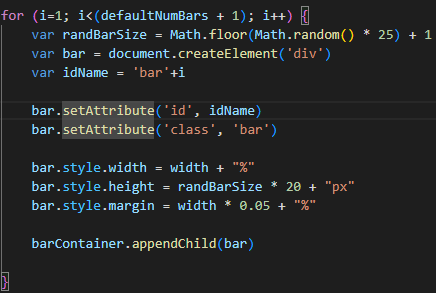 for (i=1; i<(defaultNumBars + 1); i++) {
var randBarSize = Math.floor(Math.random() * 25) + 1
var bar = document.createElement('div')
var idName = 'bar'+i
bar.setAttribute('id', idName)
bar.setAttribute('class', 'bar')
bar.style.width = width + "%"
bar.style.height = randBarSize * 20 + "px"
bar.style.margin = width * 0.05 + "%"
barContainer.appendChild(bar)
}